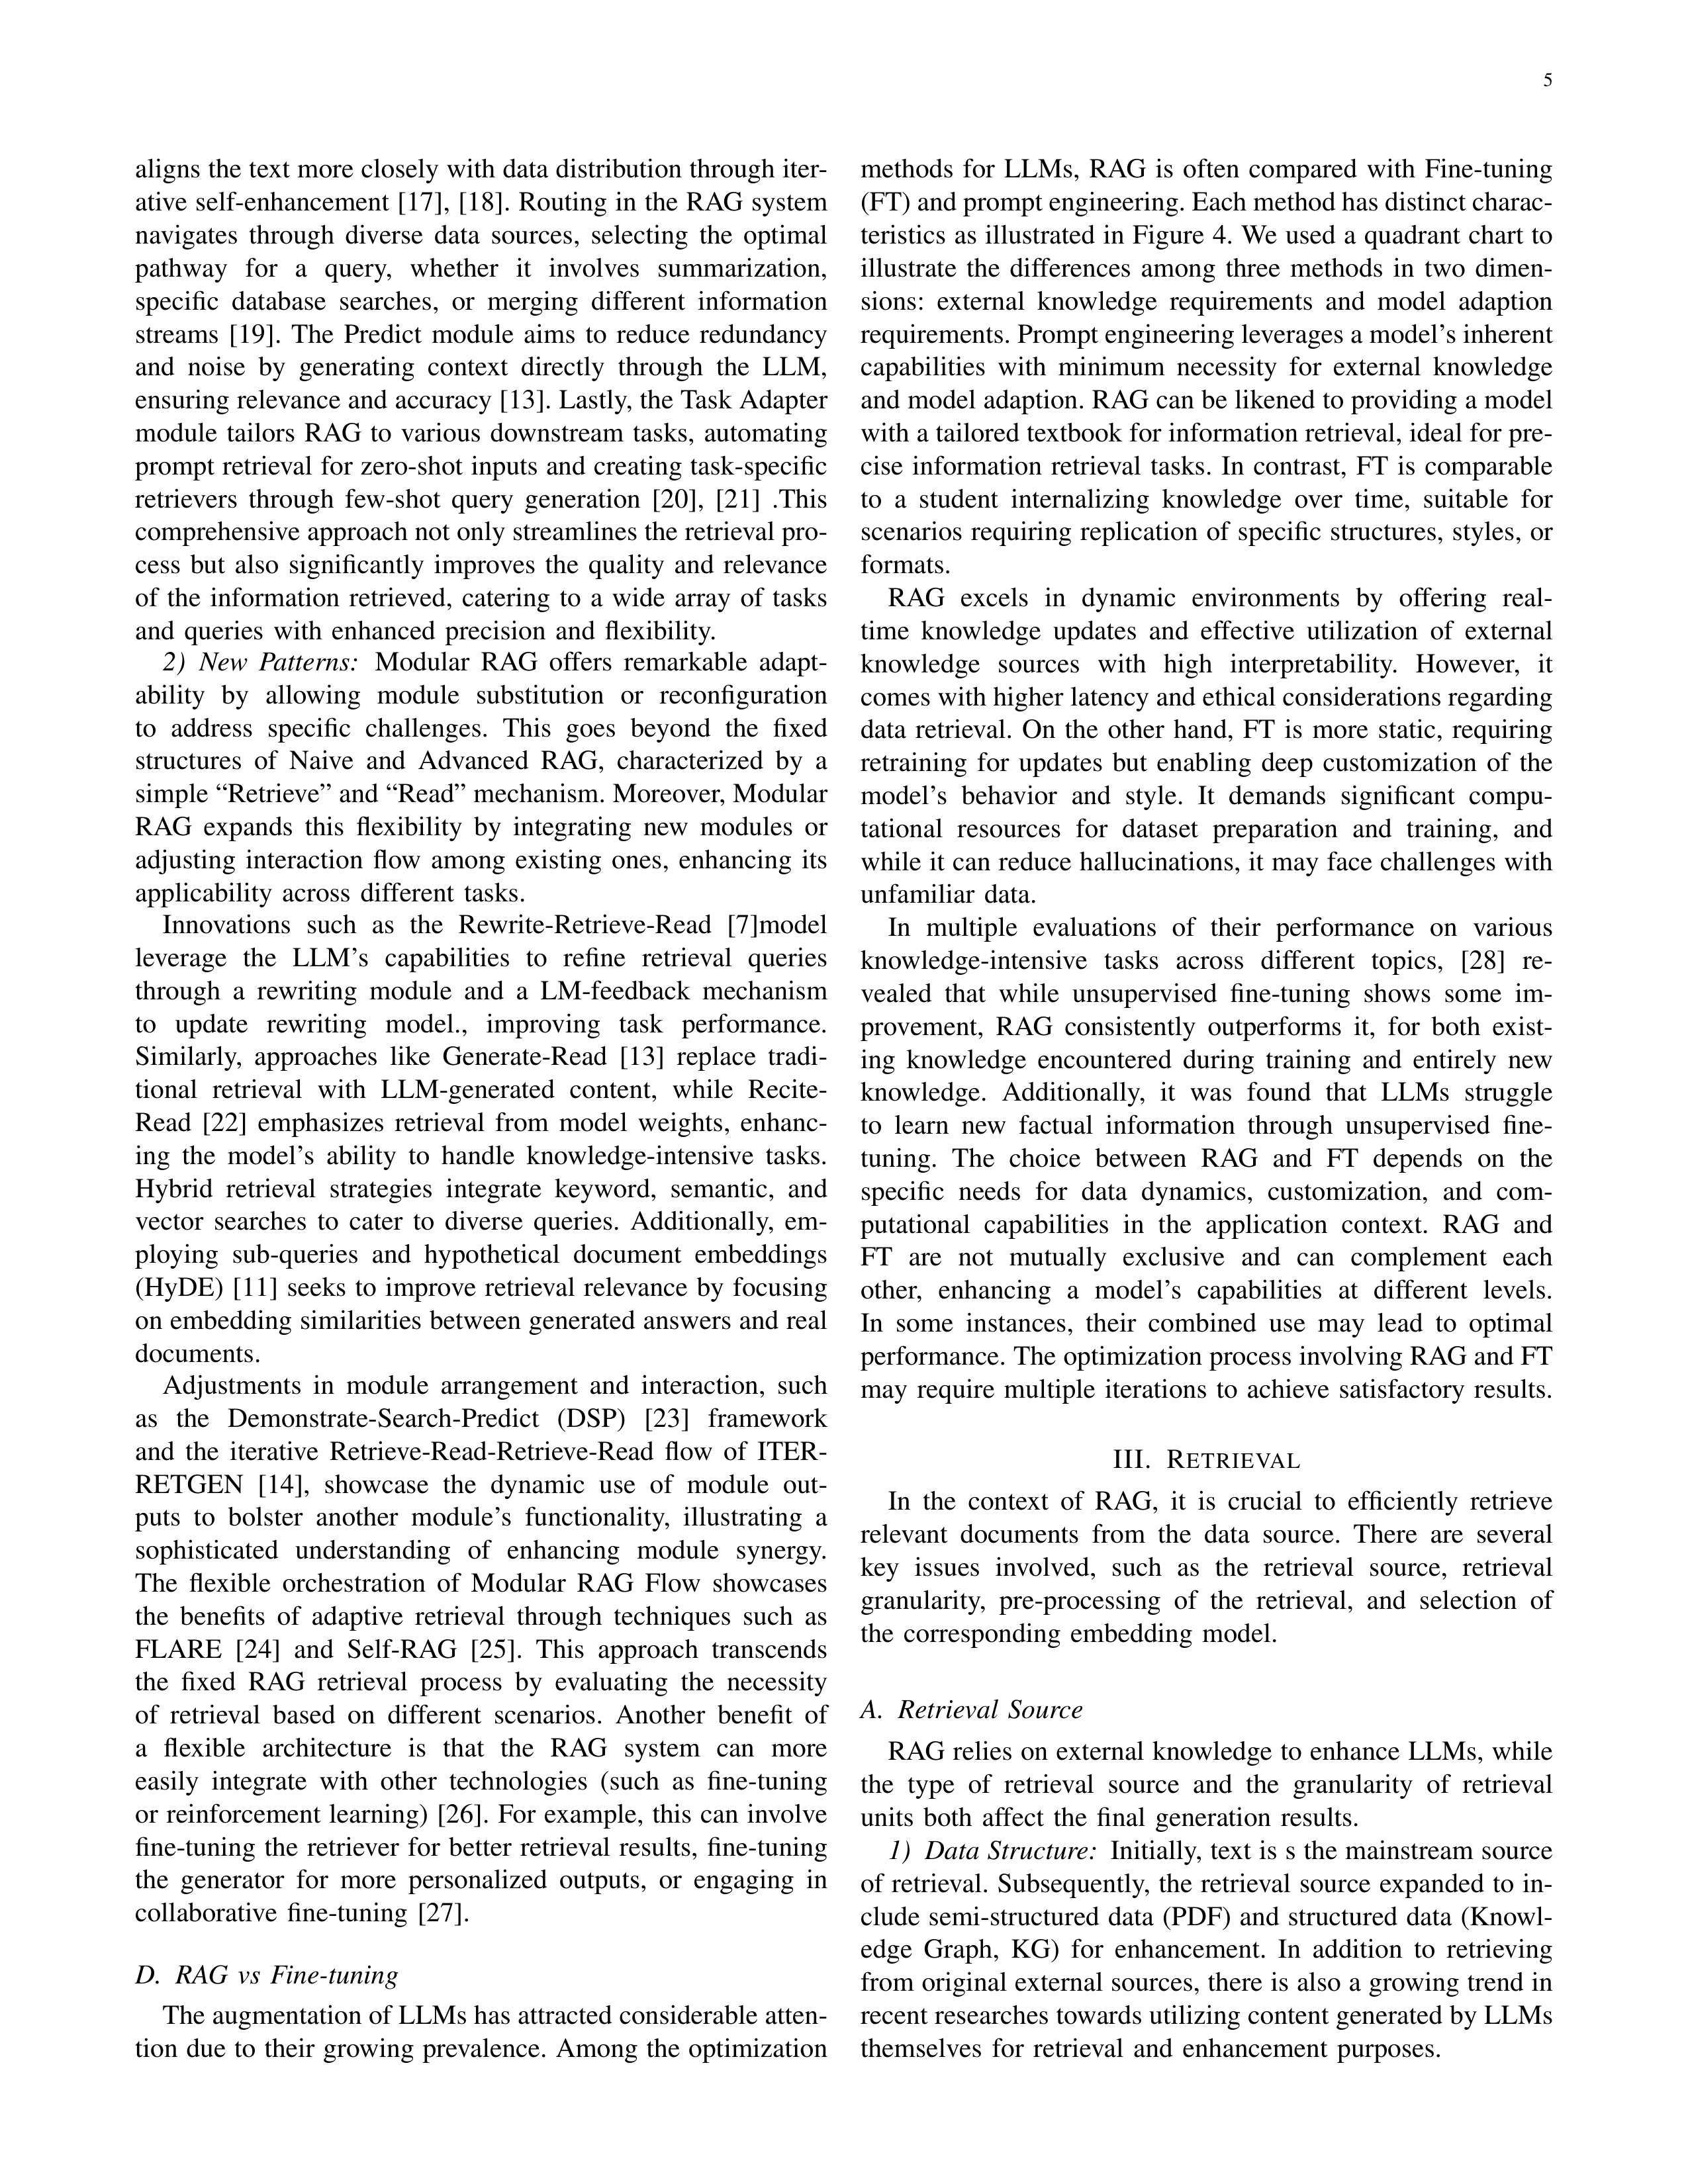 5
aligns the text more closely with data distribution through iter-
ative self-enhancement [17], [18]. Routing in the RAG system
navigates through diverse data sources, selecting the optimal
pathway for a query, whether it involves summarization,
specific database searches, or merging different information
streams [19]. The Predict module aims to reduce redundancy
and noise by generating context directly through the LLM,
ensuring relevance and accuracy [13]. Lastly, the Task Adapter
module tailors RAG to various downstream tasks, automating
prompt retrieval for zero-shot inputs and creating task-specific
retrievers through few-shot query generation [20], [21] .This
comprehensive approach not only streamlines the retrieval pro-
cess but also significantly improves the quality and relevance
of the information retrieved, catering to a wide array of tasks
and queries with enhanced precision and flexibility.
2) New Patterns: Modular RAG offers remarkable adapt-
ability by allowing module substitution or reconfiguration
to address specific challenges. This goes beyond the fixed
structures of Naive and Advanced RAG, characterized by a
simple “Retrieve” and “Read” mechanism. Moreover, Modular
RAG expands this flexibility by integrating new modules or
adjusting interaction flow among existing ones, enhancing its
applicability across different tasks.
Innovations such as the Rewrite-Retrieve-Read [7]model
leverage the LLM’s capabilities to refine retrieval queries
through a rewriting module and a LM-feedback mechanism
to update rewriting model., improving task performance.
Similarly, approaches like Generate-Read [13] replace tradi-
tional retrieval with LLM-generated content, while Recite-
Read [22] emphasizes retrieval from model weights, enhanc-
ing the model’s ability to handle knowledge-intensive tasks.
Hybrid retrieval strategies integrate keyword, semantic, and
vector searches to cater to diverse queries. Additionally, em-
ploying sub-queries and hypothetical document embeddings
(HyDE) [11] seeks to improve retrieval relevance by focusing
on embedding similarities between generated answers and real
documents.
Adjustments in module arrangement and interaction, such
as the Demonstrate-Search-Predict (DSP) [23] framework
and the iterative Retrieve-Read-Retrieve-Read flow of ITER-
RETGEN [14], showcase the dynamic use of module out-
puts to bolster another module’s functionality, illustrating a
sophisticated understanding of enhancing module synergy.
The flexible orchestration of Modular RAG Flow showcases
the benefits of adaptive retrieval through techniques such as
FLARE [24] and Self-RAG [25]. This approach transcends
the fixed RAG retrieval process by evaluating the necessity
of retrieval based on different scenarios. Another benefit of
a flexible architecture is that the RAG system can more
easily integrate with other technologies (such as fine-tuning
or reinforcement learning) [26]. For example, this can involve
fine-tuning the retriever for better retrieval results, fine-tuning
the generator for more personalized outputs, or engaging in
collaborative fine-tuning [27].
D. RAG vs Fine-tuning
The augmentation of LLMs has attracted considerable atten-
tion due to their growing prevalence. Among the optimization
methods for LLMs, RAG is often compared with Fine-tuning
(FT) and prompt engineering. Each method has distinct charac-
teristics as illustrated in Figure 4. We used a quadrant chart to
illustrate the differences among three methods in two dimen-
sions: external knowledge requirements and model adaption
requirements. Prompt engineering leverages a model’s inherent
capabilities with minimum necessity for external knowledge
and model adaption. RAG can be likened to providing a model
with a tailored textbook for information retrieval, ideal for pre-
cise information retrieval tasks. In contrast, FT is comparable
to a student internalizing knowledge over time, suitable for
scenarios requiring replication of specific structures, styles, or
formats.
RAG excels in dynamic environments by offering real-
time knowledge updates and effective utilization of external
knowledge sources with high interpretability. However, it
comes with higher latency and ethical considerations regarding
data retrieval. On the other hand, FT is more static, requiring
retraining for updates but enabling deep customization of the
model’s behavior and style. It demands significant compu-
tational resources for dataset preparation and training, and
while it can reduce hallucinations, it may face challenges with
unfamiliar data.
In multiple evaluations of their performance on various
knowledge-intensive tasks across different topics, [28] re-
vealed that while unsupervised fine-tuning shows some im-
provement, RAG consistently outperforms it, for both exist-
ing knowledge encountered during training and entirely new
knowledge. Additionally, it was found that LLMs struggle
to learn new factual information through unsupervised fine-
tuning. The choice between RAG and FT depends on the
specific needs for data dynamics, customization, and com-
putational capabilities in the application context. RAG and
FT are not mutually exclusive and can complement each
other, enhancing a model’s capabilities at different levels.
In some instances, their combined use may lead to optimal
performance. The optimization process involving RAG and FT
may require multiple iterations to achieve satisfactory results.
III. RETRIEVAL
In the context of RAG, it is crucial to efficiently retrieve
relevant documents from the data source. There are several
key issues involved, such as the retrieval source, retrieval
granularity, pre-processing of the retrieval, and selection of
the corresponding embedding model.
A. Retrieval Source
RAG relies on external knowledge to enhance LLMs, while
the type of retrieval source and the granularity of retrieval
units both affect the final generation results.
1) Data Structure: Initially, text is s the mainstream source
of retrieval. Subsequently, the retrieval source expanded to in-
clude semi-structured data (PDF) and structured data (Knowl-
edge Graph, KG) for enhancement. In addition to retrieving
from original external sources, there is also a growing trend in
recent researches towards utilizing content generated by LLMs
themselves for retrieval and enhancement purposes.